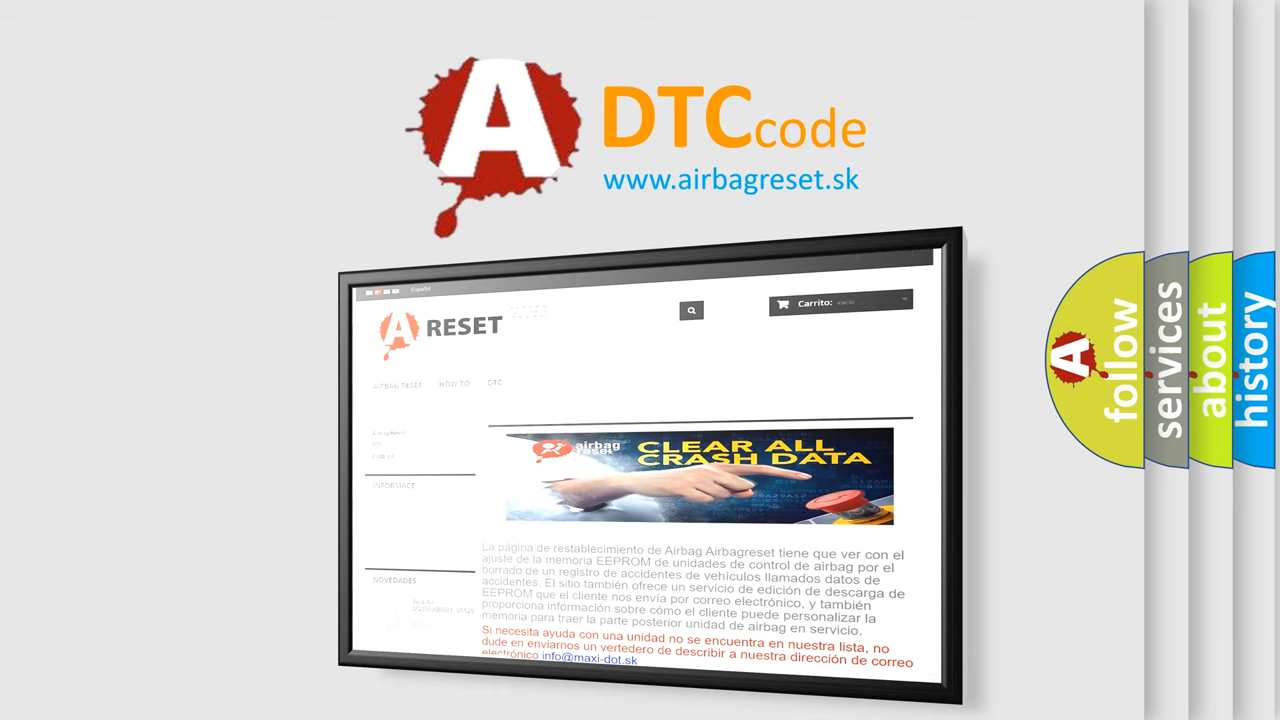 A DTCcode
www.airbagreset.sk
Español
A RESET
Carrito: vacío
AIRBAG RESET HOW TO DTC
Airbag Reset
DTC
INFORMACE
NOVEDADES
airbag
reset
CLEAR ALL
CRASH DATA
La página de restablecimiento de Airbag Airbagreset tiene que ver con el
ajuste de la memoria EEPROM de unidades de control de airbag por el
borrado de un registro de accidentes de vehículos llamados datos de
accidentes. El sitio también ofrece un servicio de edición de descarga de
EEPROM que el cliente nos envía por correo electrónico, y también
proporciona información sobre cómo el cliente puede personalizar la
memoria para traer la parte posterior unidad de airbag en servicio.
Si necesita ayuda con una unidad no se encuentra en nuestra lista, no
dude en enviarnos un vertedero de describir a nuestra dirección de correo
electrónico info@maxi-dot.sk
A
follow
services
about
history